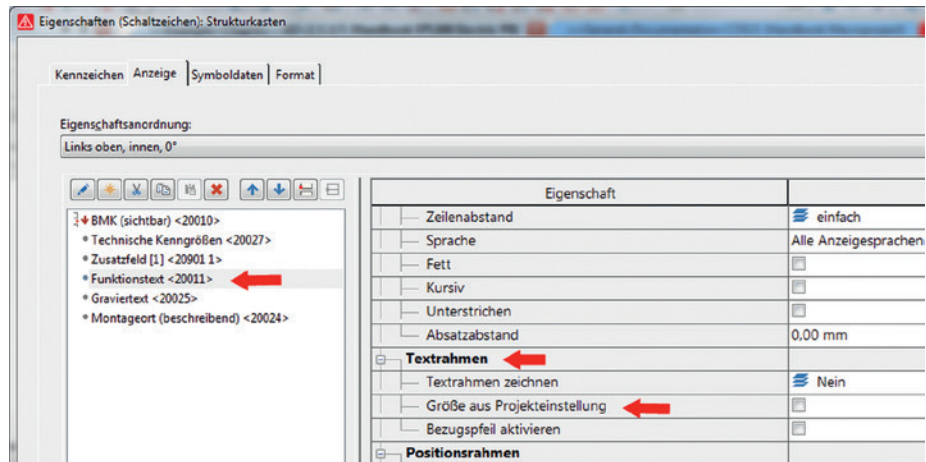 Eigenschaften (Schaltzeichen): Strukturkasten
Kennzeichen Anzeige Symboldaten Format
Eigenschaftsanordnung:
Links oben, innen, 0°
BMK (sichtbar) <20010>
Technische Kenngrößen <20027>
Zusatzfeld [1] <20901 1>
Funktionstext <20011>
Graviertext <20025>
Montageort (beschreibend) <20024>
Eigenschaft
Zeilenabstand einfach
Sprache Alle Anzeigesprachen
Fett
Kursiv
Unterstrichen
Absatzabstand 0,00 mm
Textrahmen
Textrahmen zeichnen Nein
Größe aus Projekteinstellung
Bezugspfeil aktivieren
Positionsrahmen